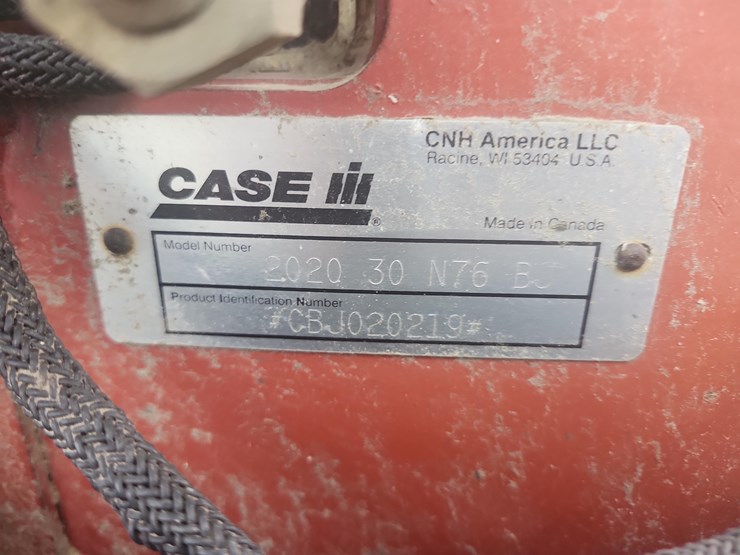 CNH America LLC
Racine, WI 53404 U.S.A.
CASE IH
®
Made in Canada
Model Number
2020 30 N76 BJ
Product Identification Number
#CBJ020219#